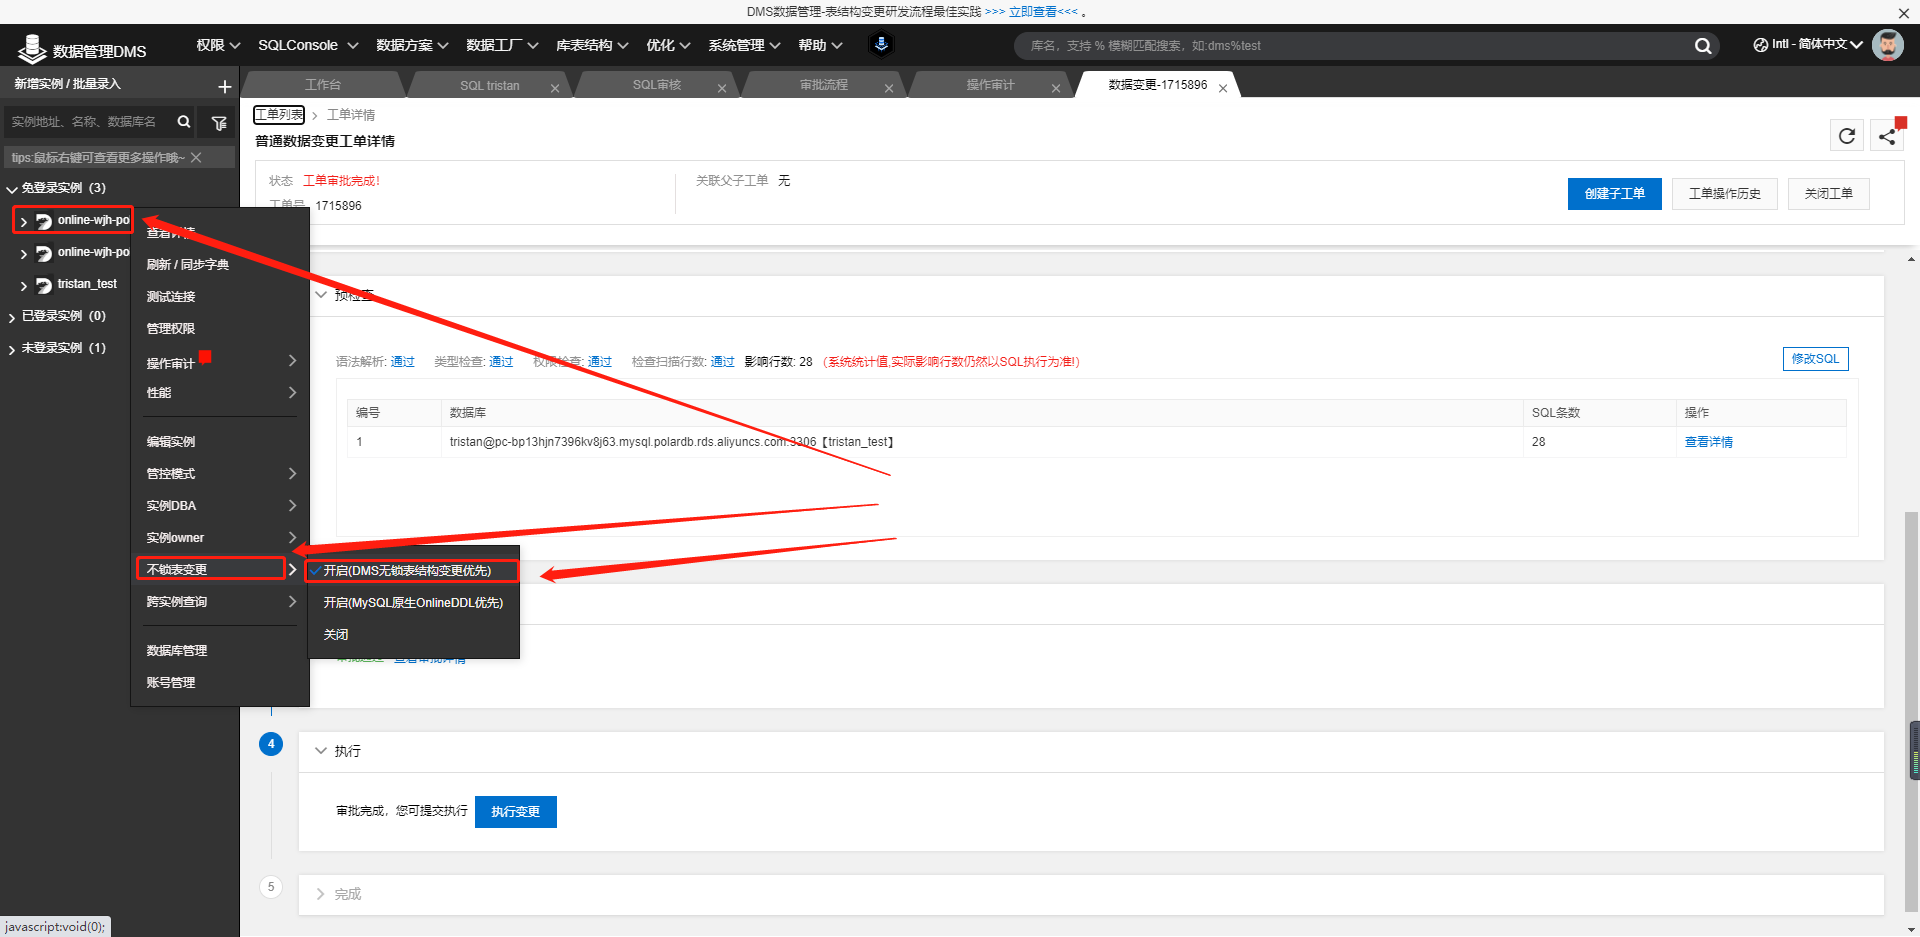 DMS数据管理-表结构变更研发流程最佳实践 >>> 立即查看<<< 。
数据管理DMS
权限 SQLConsole 数据方案 数据工厂 库表结构 优化 系统管理 帮助
库名，支持 % 模糊匹配搜索，如:dms%test
Intl - 简体中文
新增实例 / 批量录入
工作台 SQL tristan SQL审核 审批流程 操作审计 数据变更-1715896
实例地址、名称、数据库名
tips:鼠标右键可查看更多操作哦~
工单列表 > 工单详情
普通数据变更工单详情
状态 工单审批完成！
关联父子工单 无
工单号 1715896
创建子工单 工单操作历史 关闭工单
免登录实例（3）
online-wjh-po
online-wjh-po
tristan_test
已登录实例（0）
未登录实例（1）
查看详情
刷新 / 同步字典
测试连接
管理权限
操作审计
性能
编辑实例
管控模式
实例DBA
实例owner
不锁表变更
跨实例查询
数据库管理
账号管理
开启(DMS无锁表结构变更优先)
开启(MySQL原生OnlineDDL优先)
关闭
预检查
语法解析: 通过 类型检查: 通过 权限检查: 通过 检查扫描行数: 通过 影响行数: 28 （系统统计值,实际影响行数仍然以SQL执行为准!）
修改SQL
编号 数据库 SQL条数 操作
1 tristan@pc-bp13hjn7396kv8j63.mysql.polardb.rds.aliyuncs.com:3306【tristan_test】 28 查看详情
审批通过 查看审批详情
4 执行
审批完成，您可提交执行 执行变更
5 完成
javascript:void(0);